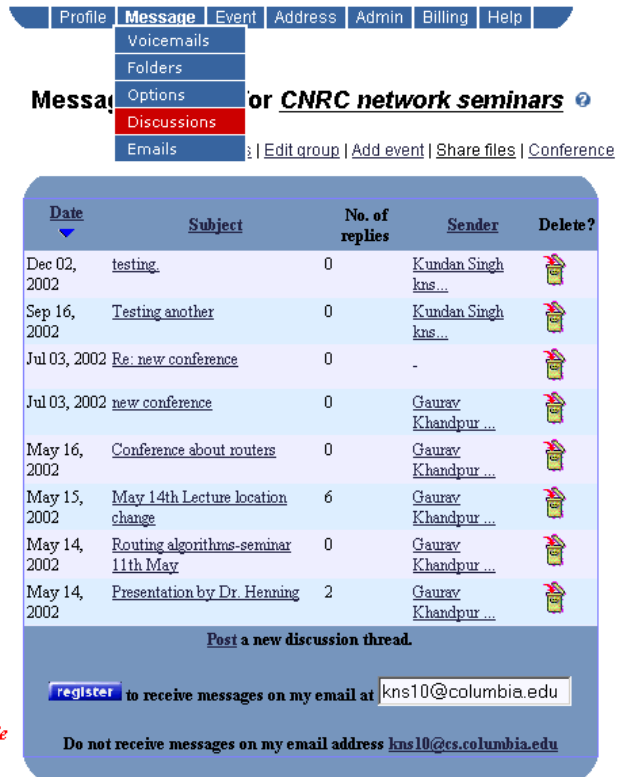 Profile Message Event Address Admin Billing Help
Voicemails
Folders
Options
Discussions
Emails
or CNRC network seminars
| Edit group | Add event | Share files | Conference
Date Subject No. of replies Sender Delete?
Dec 02, 2002 testing. 0 Kundan Singh kns...
Sep 16, 2002 Testing another 0 Kundan Singh kns...
Jul 03, 2002 Re: new conference 0 -
Jul 03, 2002 new conference 0 Gaurav Khandpur ...
May 16, 2002 Conference about routers 0 Gaurav Khandpur ...
May 15, 2002 May 14th Lecture location change 6 Gaurav Khandpur ...
May 14, 2002 Routing algorithms-seminar 11th May 0 Gaurav Khandpur ...
May 14, 2002 Presentation by Dr. Henning 2 Gaurav Khandpur ...
Post a new discussion thread.
register to receive messages on my email at kns10@columbia.edu
Do not receive messages on my email address kns10@cs.columbia.edu